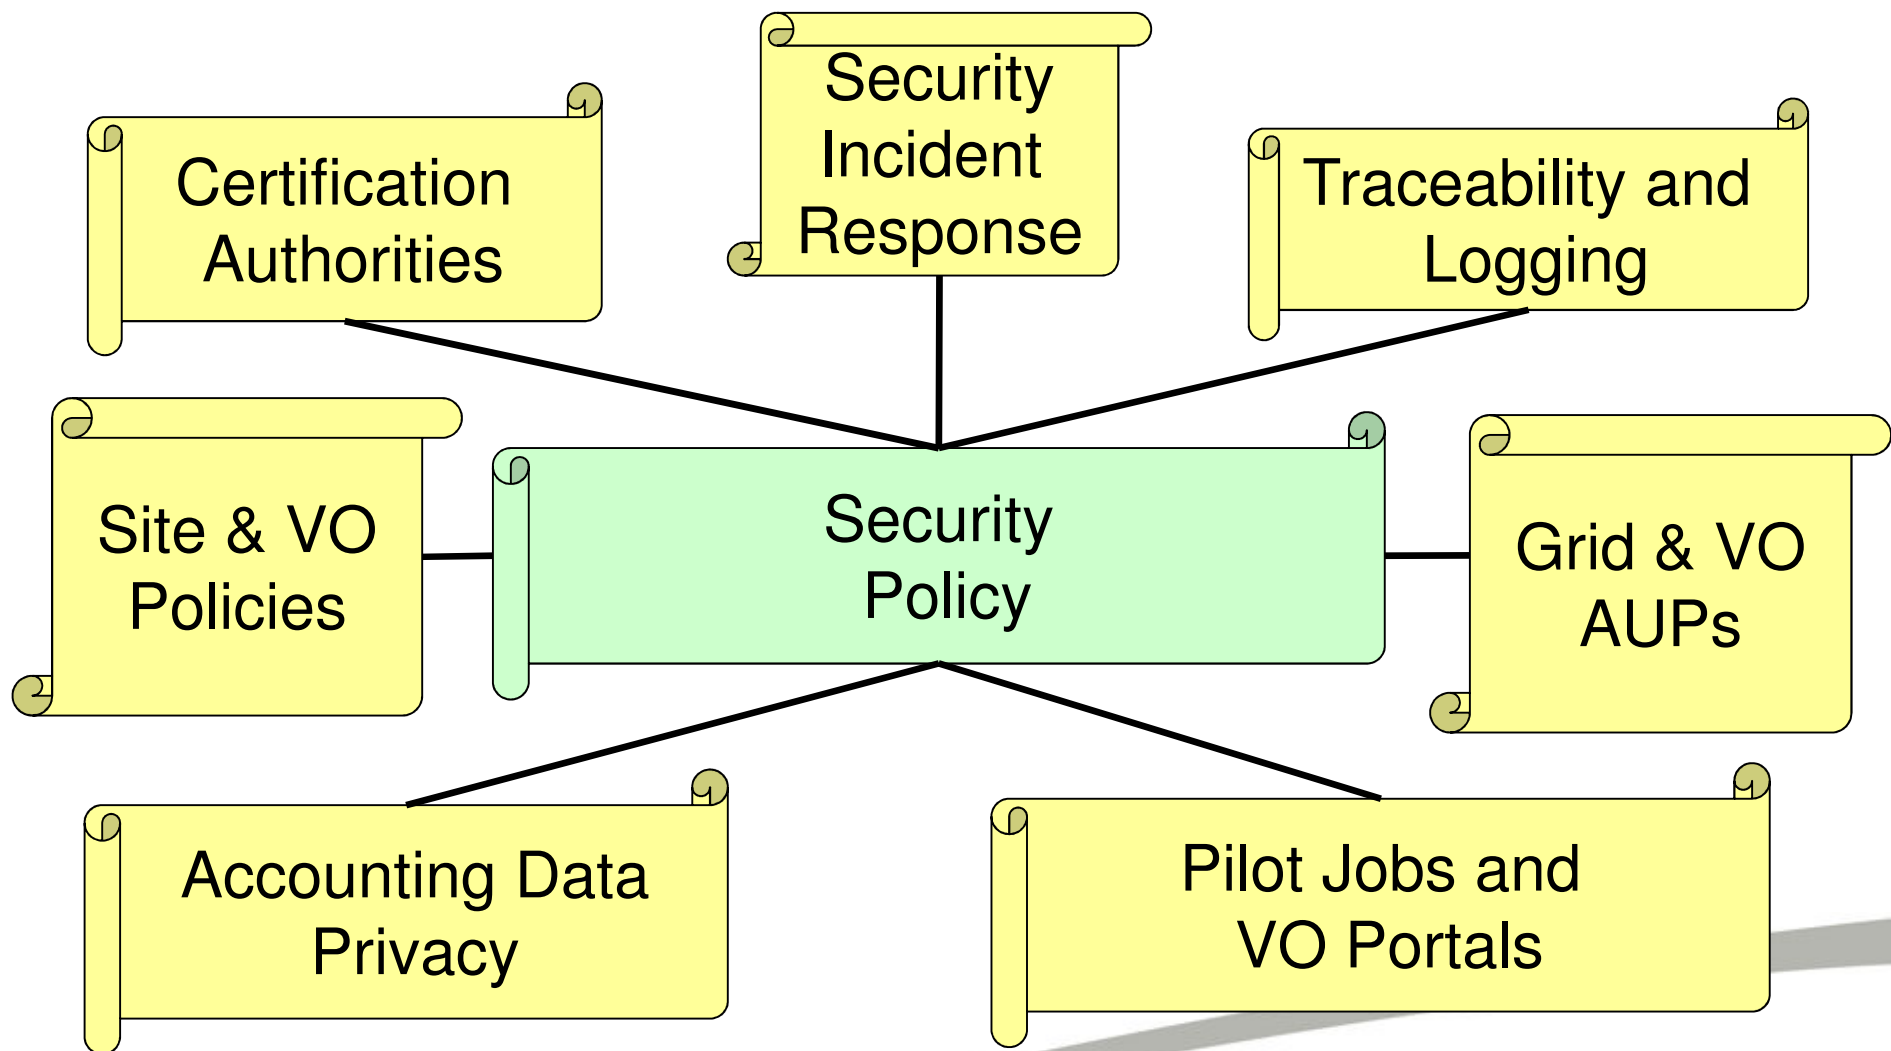 Security
Incident
Response
Certification
Authorities
Traceability and
Logging
Site & VO
Policies
Security
Policy
Grid & VO
AUPs
Accounting Data
Privacy
Pilot Jobs and
VO Portals